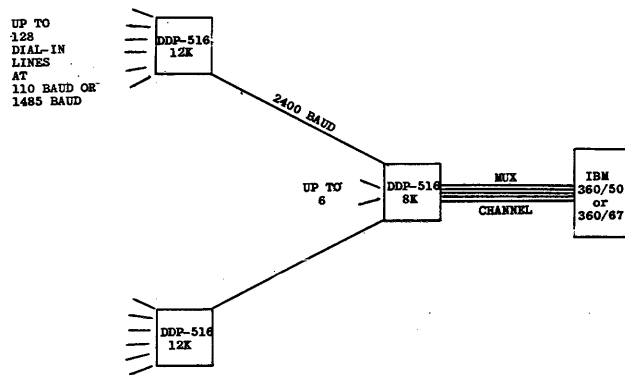 UP TO
128
DIAL-IN
LINES
AT
110 BAUD OR
1485 BAUD
DDP-516
12K
2400 BAUD
UP TO
6
DDP-516
8K
MUX
CHANNEL
IBM
360/50
or
360/67
DDP-516
12K